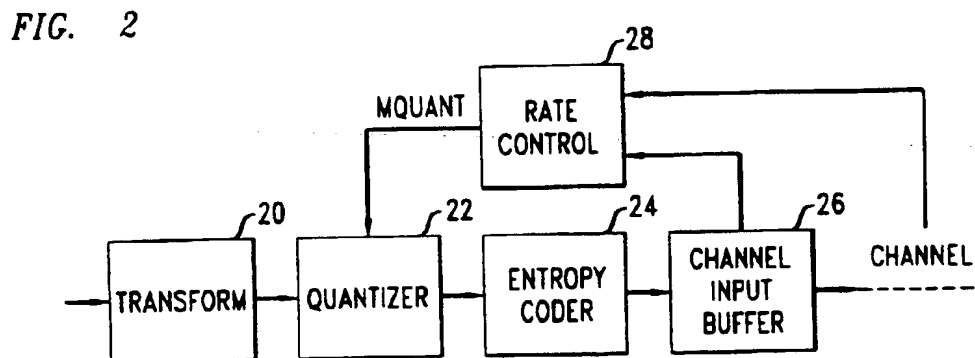 FIG. 2
28
MQUANT
RATE
CONTROL
20
22
24
26
TRANSFORM
QUANTIZER
ENTROPY
CODER
CHANNEL
INPUT
BUFFER
CHANNEL